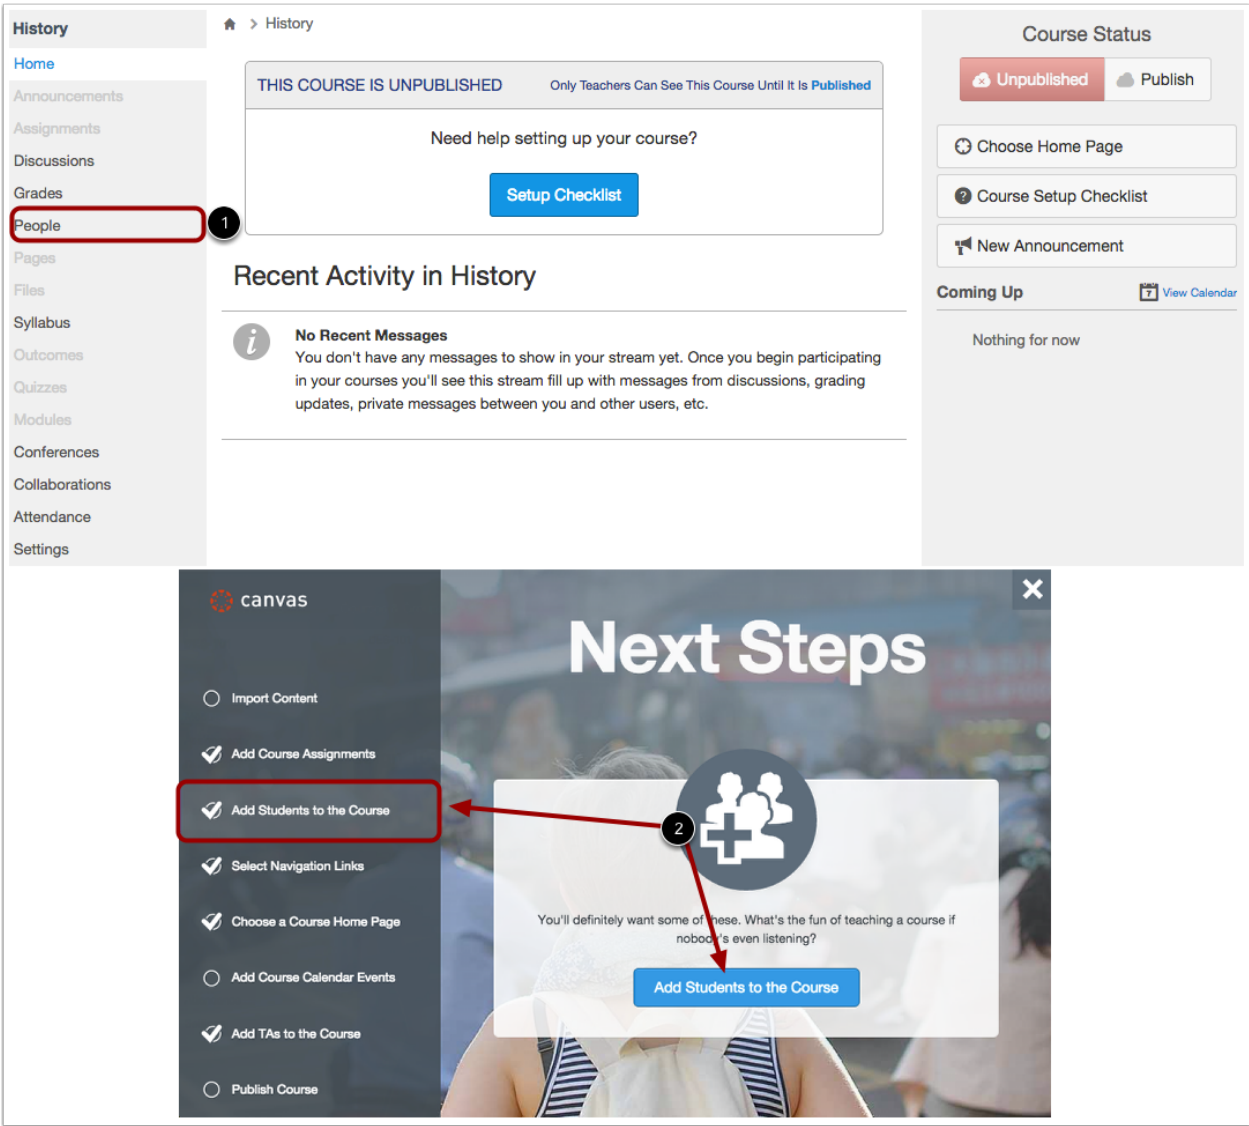 History
Home
Announcements
Assignments
Discussions
Grades
People
1
Pages
Files
Syllabus
Outcomes
Quizzes
Modules
Conferences
Collaborations
Attendance
Settings
> History
THIS COURSE IS UNPUBLISHED Only Teachers Can See This Course Until It Is Published
Need help setting up your course?
Setup Checklist
Recent Activity in History
i
No Recent Messages
You don't have any messages to show in your stream yet. Once you begin participating
in your courses you'll see this stream fill up with messages from discussions, grading
updates, private messages between you and other users, etc.
Course Status
Unpublished Publish
Choose Home Page
? Course Setup Checklist
New Announcement
Coming Up 7 View Calendar
Nothing for now
canvas
Import Content
Add Course Assignments
Add Students to the Course
Select Navigation Links
Choose a Course Home Page
Add Course Calendar Events
Add TAs to the Course
Publish Course
Next Steps
2
You'll definitely want some of these. What's the fun of teaching a course if
nobody's even listening?
Add Students to the Course